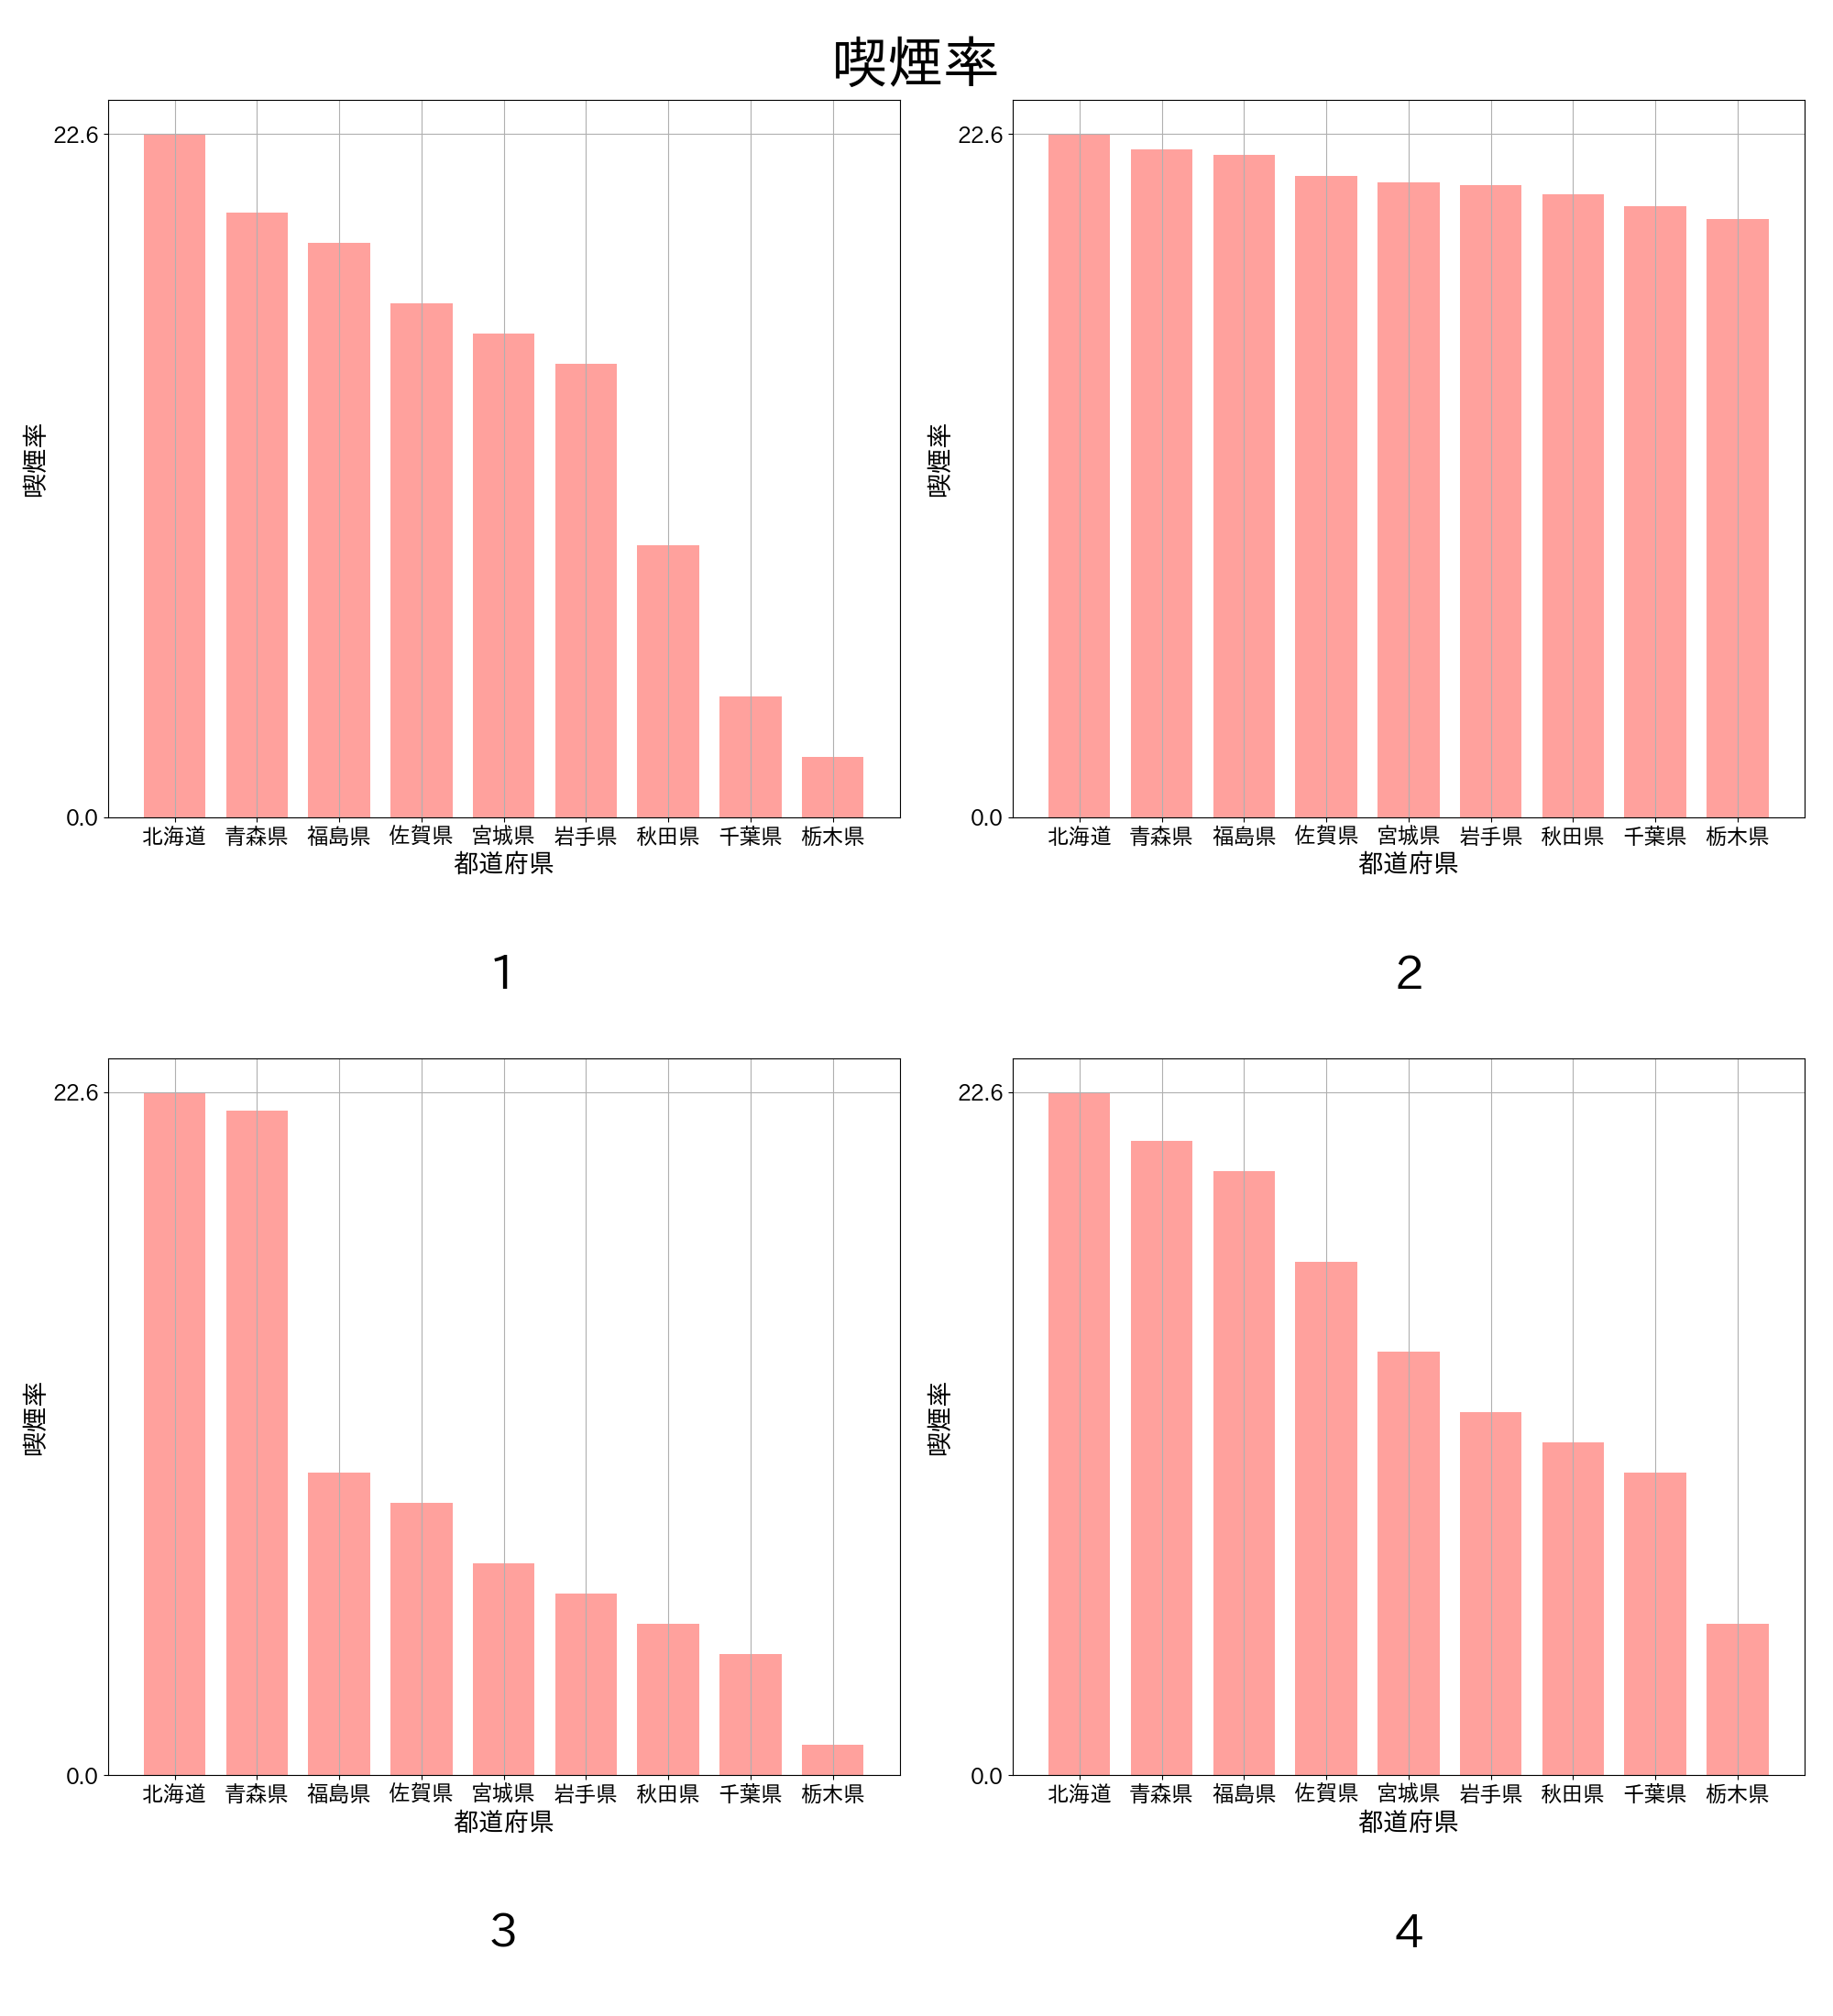 喫煙率
22.6
0.0
喫煙率
北海道 青森県 福島県 佐賀県 宮城県 岩手県 秋田県 千葉県 栃木県
都道府県
1
22.6
0.0
喫煙率
北海道 青森県 福島県 佐賀県 宮城県 岩手県 秋田県 千葉県 栃木県
都道府県
2
22.6
0.0
喫煙率
北海道 青森県 福島県 佐賀県 宮城県 岩手県 秋田県 千葉県 栃木県
都道府県
3
22.6
0.0
喫煙率
北海道 青森県 福島県 佐賀県 宮城県 岩手県 秋田県 千葉県 栃木県
都道府県
4